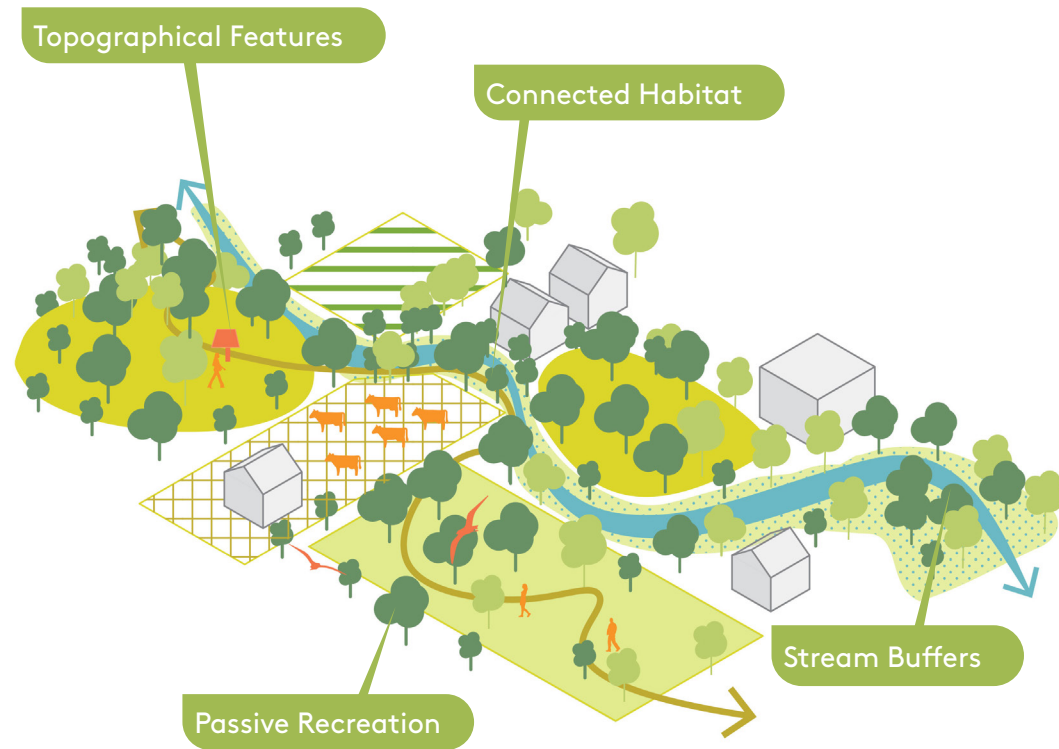 Topographical Features
Connected Habitat
Stream Buffers
Passive Recreation